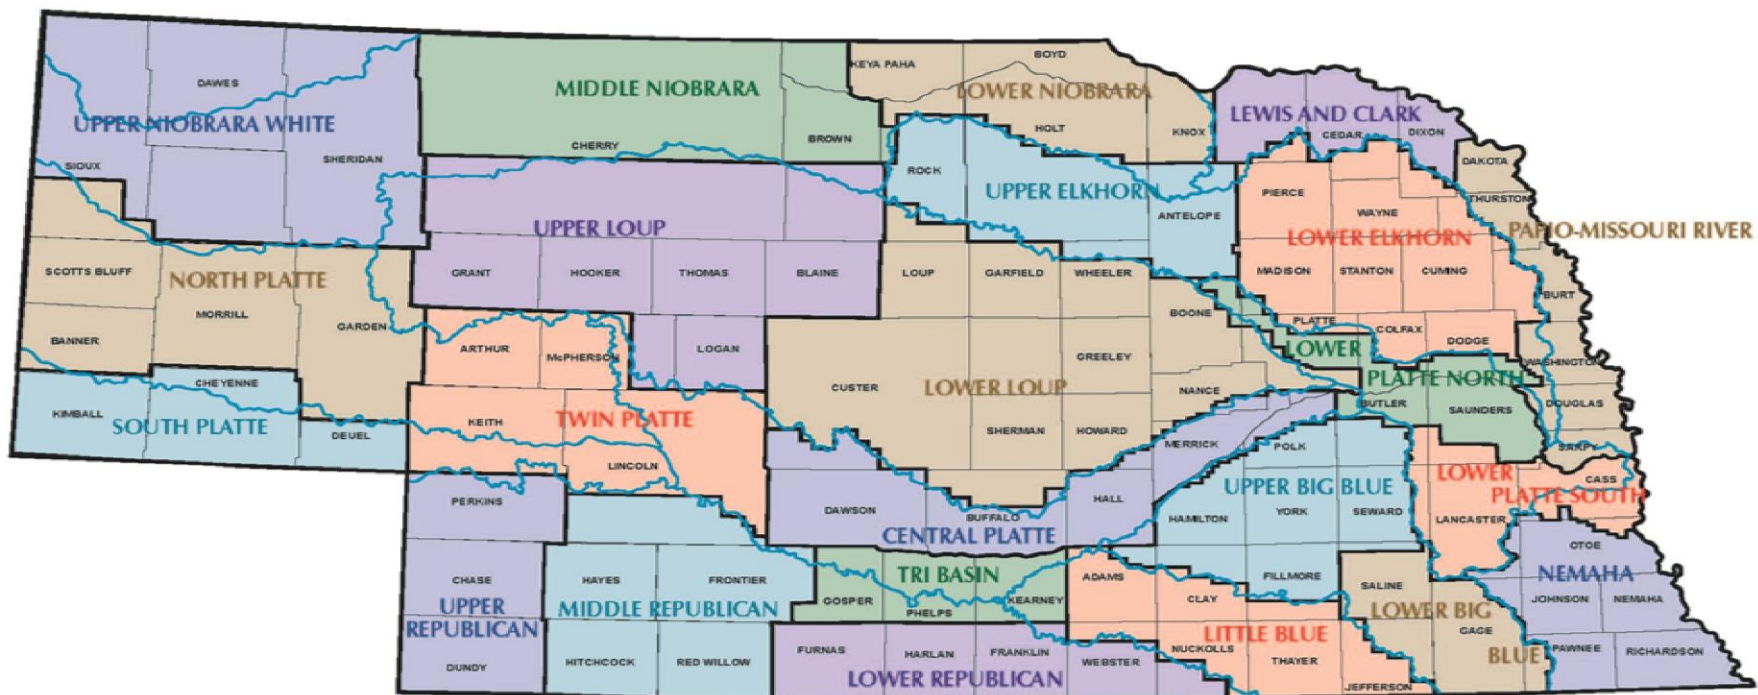 BOYD
KEYA PAHA
DAWES
MIDDLE NIOBRARA
LOWER NIOBRARA
LEWIS AND CLARK
UPPER NIOBRARA WHITE
HOLT
KNOX
CEDAR
DIXON
BROWN
CHERRY
SHERIDAN
SIOUX
DAKOTA
ROCK
UPPER ELKHORN
PIERCE
THURSTON
WAYNE
ANTELOPE
UPPER LOUP
LOWER ELKHORN
PAPIO-MISSOURI RIVER
SCOTTS BLUFF
NORTH PLATTE
GRANT
HOOKER
THOMAS
BLAINE
LOUP
GARFIELD
WHEELER
MADISON
STANTON
CUMING
BURT
MORRILL
GARDEN
BOONE
PLATTE
COLFAX
DODGE
BANNER
ARTHUR
McPHERSON
LOGAN
GREELEY
LOWER
PLATTE NORTH
WASHINGTON
CHEYENNE
CUSTER
LOWER LOUP
NANCE
BUTLER
SAUNDERS
DOUGLAS
KIMBALL
SOUTH PLATTE
DEUEL
KEITH
TWIN PLATTE
SHERMAN
HOWARD
MERRICK
POLK
SARPY
LINCOLN
LOWER
PLATTE SOUTH
CASS
PERKINS
DAWSON
BUFFALO
HALL
UPPER BIG BLUE
HAMILTON
YORK
SEWARD
LANCASTER
CENTRAL PLATTE
OTOE
CHASE
HAYES
FRONTIER
TRI BASIN
ADAMS
FILLMORE
SALINE
NEMAHA
UPPER
REPUBLICAN
MIDDLE REPUBLICAN
GOSPER
PHELPS
KEARNEY
CLAY
LOWER BIG
BLUE
JOHNSON
NEMAHA
LITTLE BLUE
GAGE
DUNDY
HITCHCOCK
RED WILLOW
FURNAS
HARLAN
FRANKLIN
WEBSTER
NUCKOLLS
THAYER
JEFFERSON
PAWNEE
RICHARDSON
LOWER REPUBLICAN